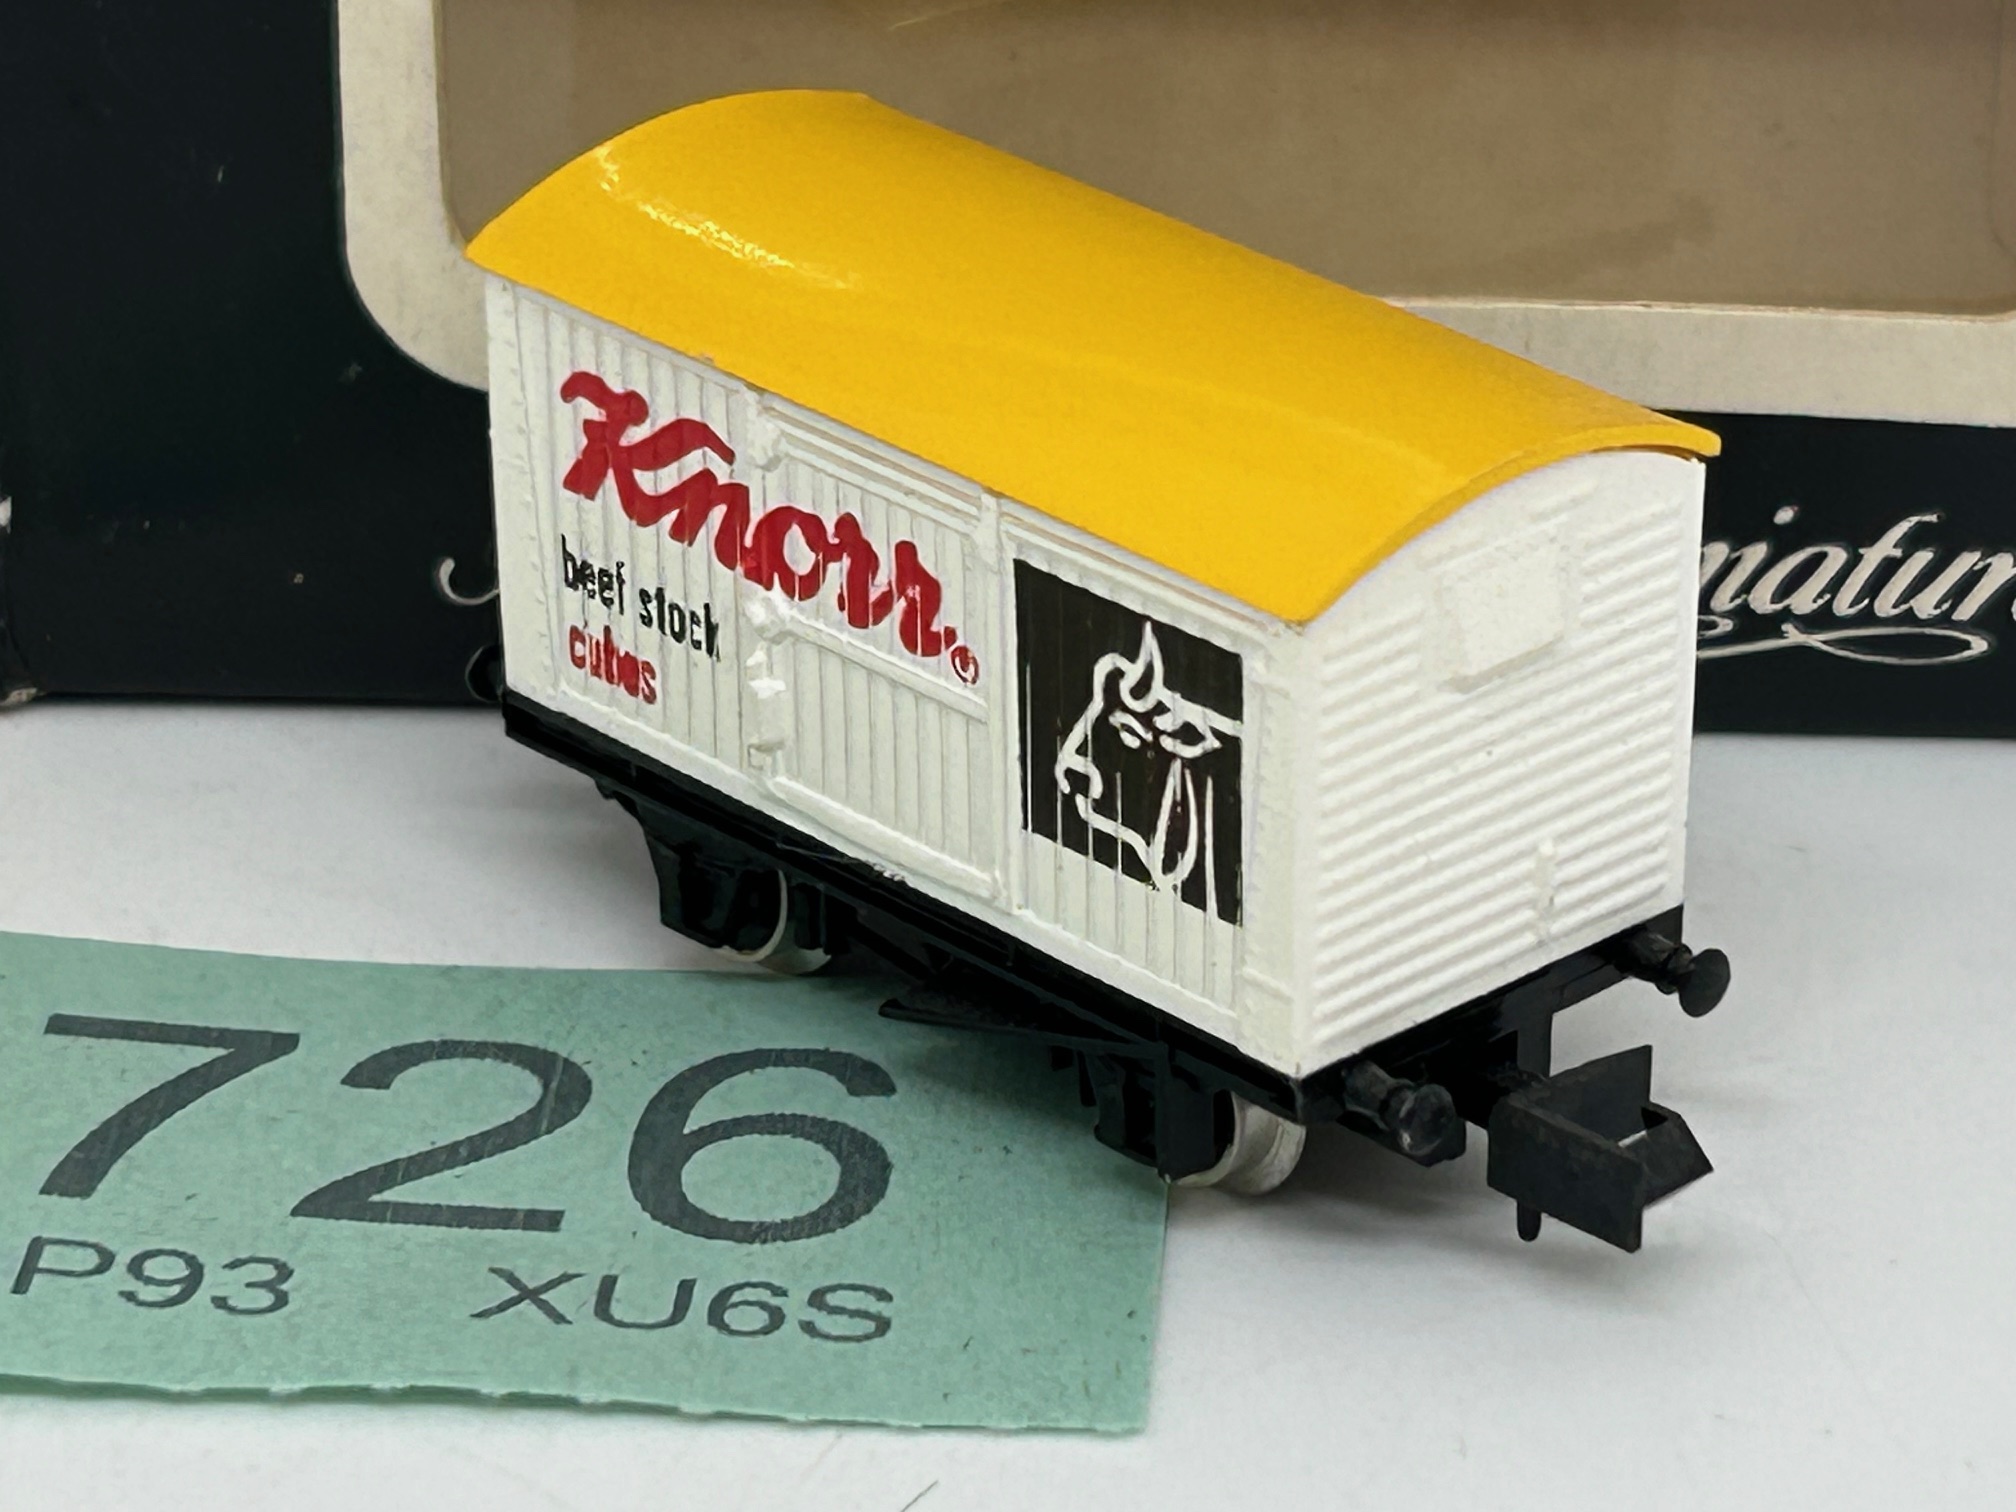 Knorr.®
beef stock
cubes
726
P93 XU6S